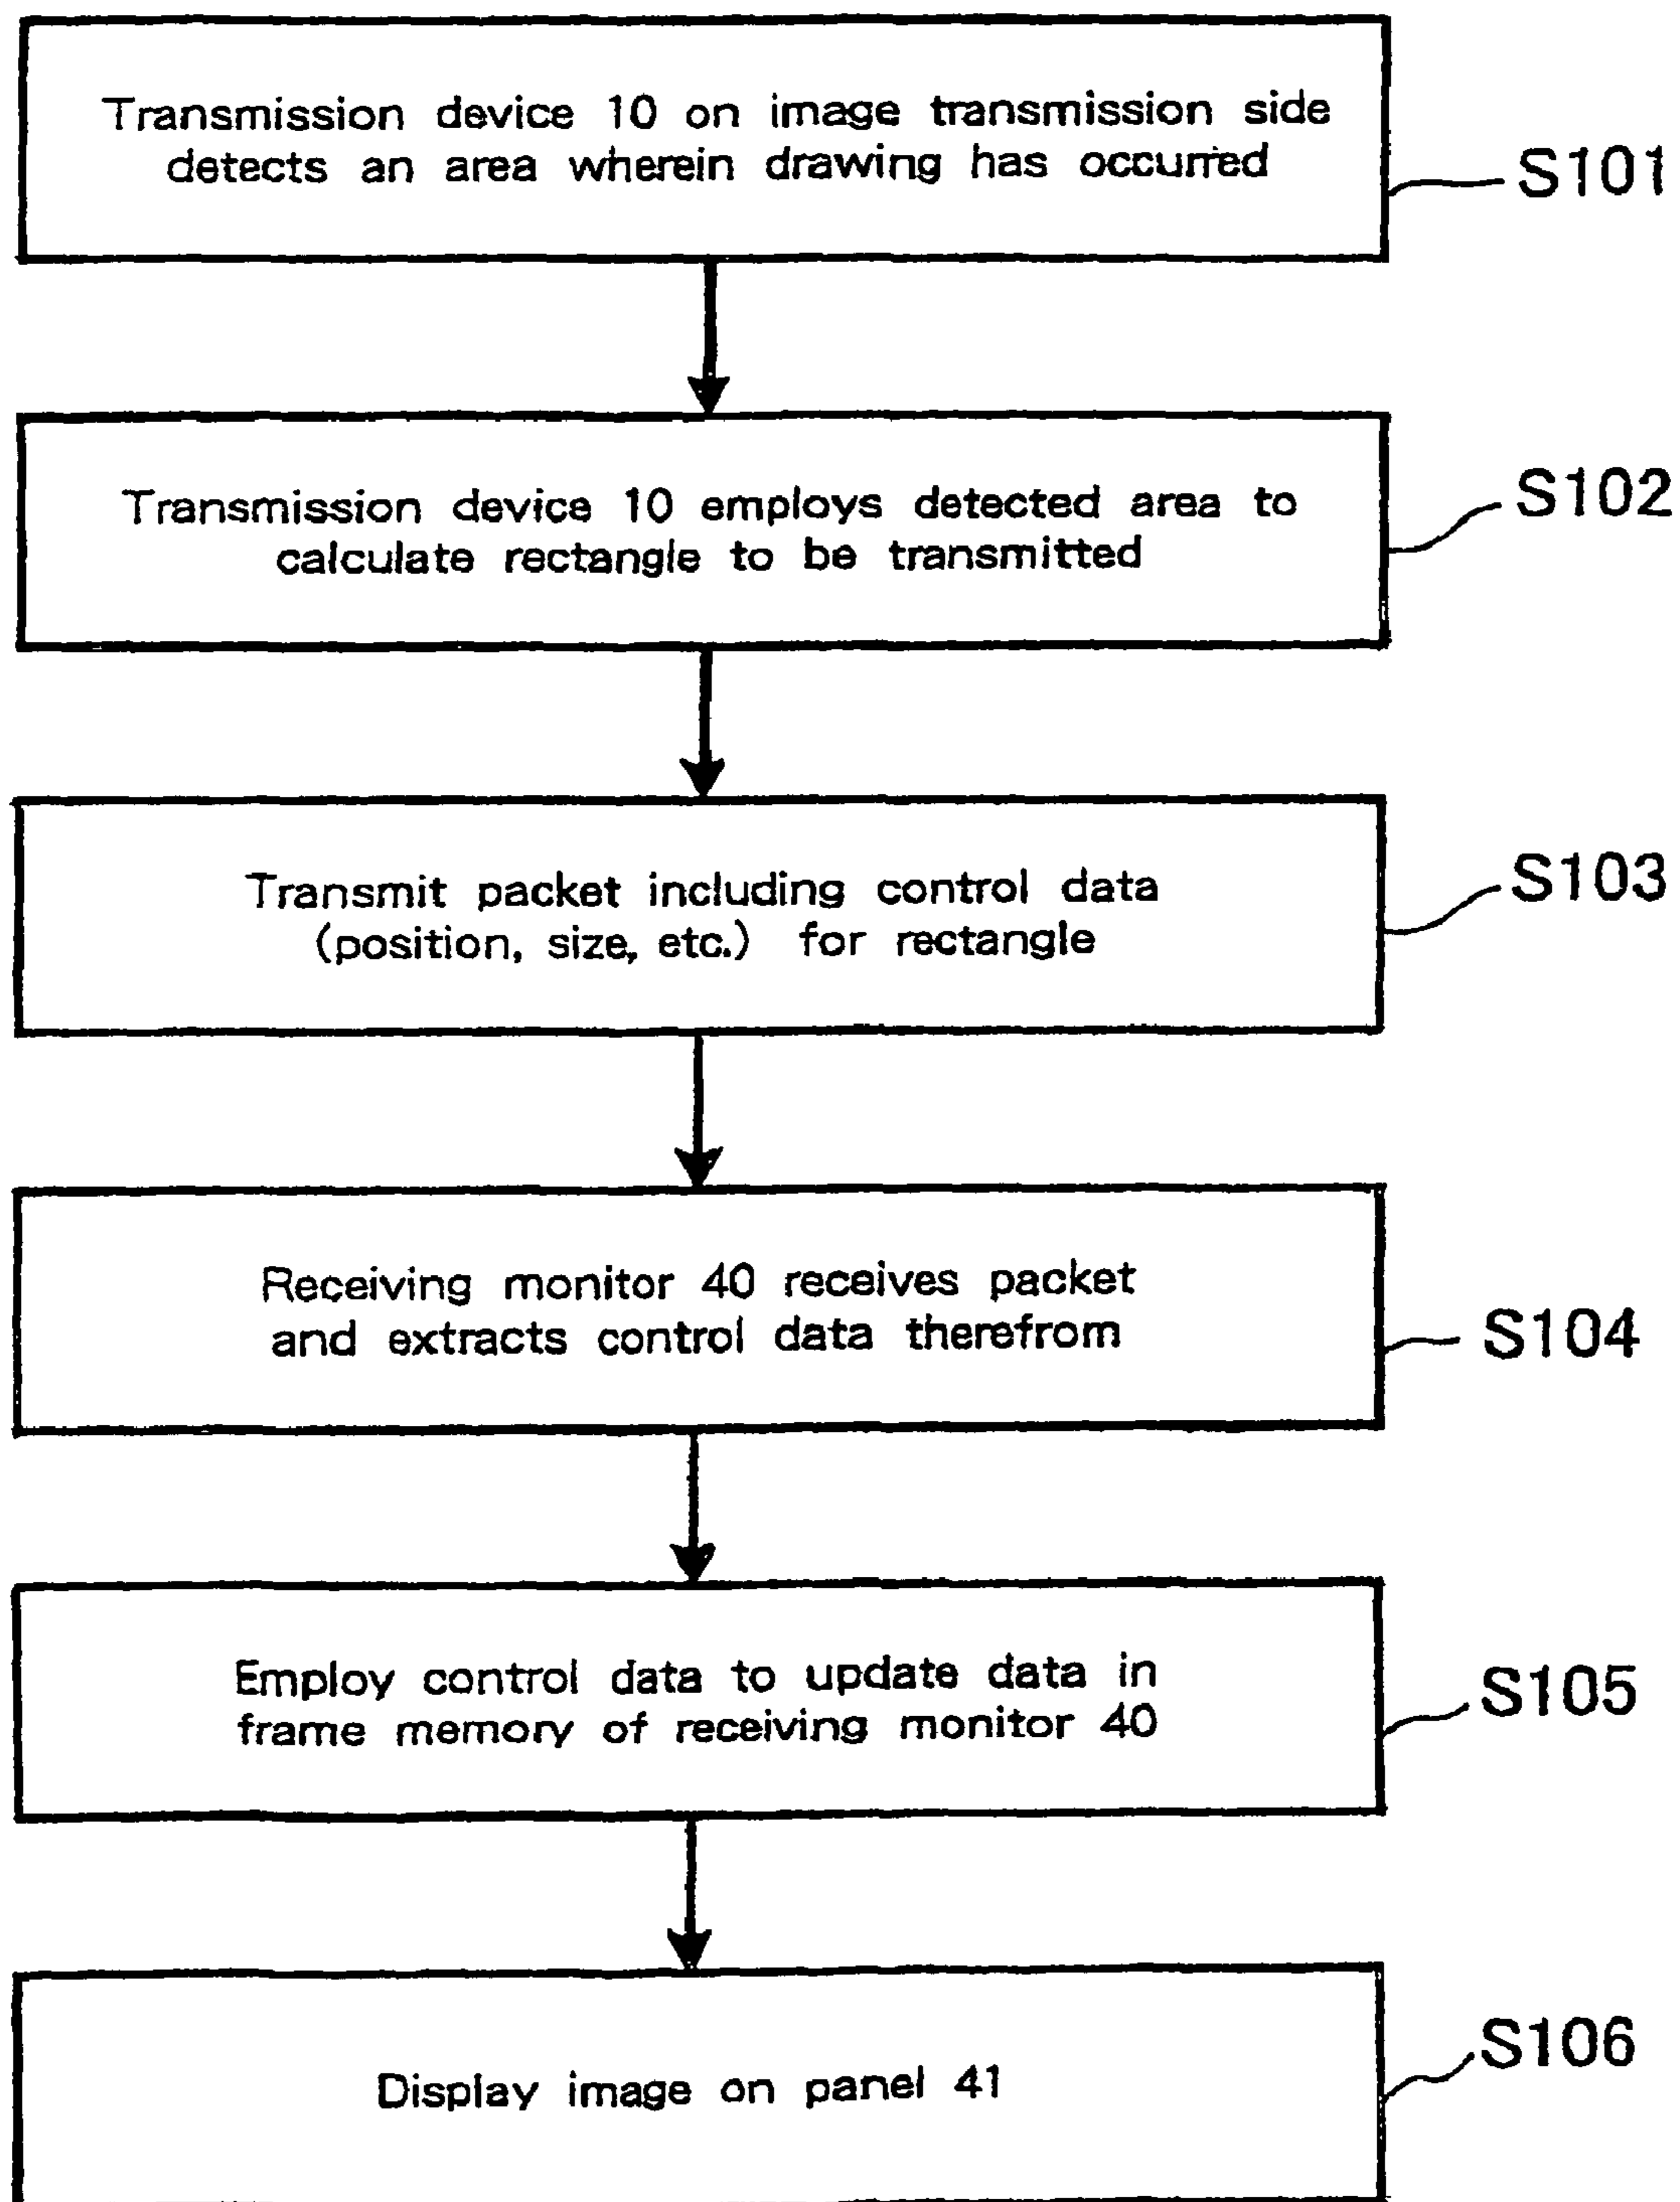 Transmission device 10 on image transmission side
detects an area wherein drawing has occurred
S101
Transmission device 10 employs detected area to
calculate rectangle to be transmitted
S102
Transmit packet including control data
(position, size, etc.) for rectangle
S103
Receiving monitor 40 receives packet
and extracts control data therefrom
S104
Employ control data to update data in
frame memory of receiving monitor 40
S105
Display image on panel 41
S106